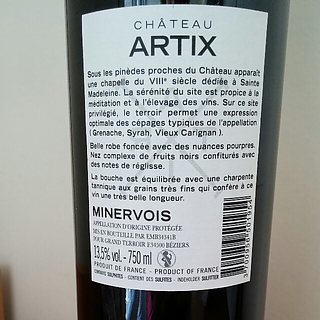 CHÂTEAU
ARTIX
Sous les pinèdes proches du Château apparaît
une chapelle du VIIIᵉ siècle dédiée à Sainte
Madeleine. La sérénité du site est propice à la
méditation et à l'élevage des vins. Sur ce site
privilégié, le terroir permet une expression
optimale des cépages typiques de l'appellation
( Grenache, Syrah, Vieux Carignan ).
Belle robe foncée avec des nuances pourpres.
Nez complexe de fruits noirs confiturés avec
des notes de réglisse.
La bouche est équilibrée avec une charpente
tannique aux grains très fins qui confère à ce
vin une très belle longueur.
MINERVOIS
APPELLATION D'ORIGINE PROTÉGÉE
MIS EN BOUTEILLE PAR EMB34341B
POUR GRAND TERROIR F34500 BÉZIERS
13,5% vol. - 750 ml
PRODUIT DE FRANCE - PRODUCT OF FRANCE
CONTIENT DES SULFITES - INDEHOLDER SULFITTER